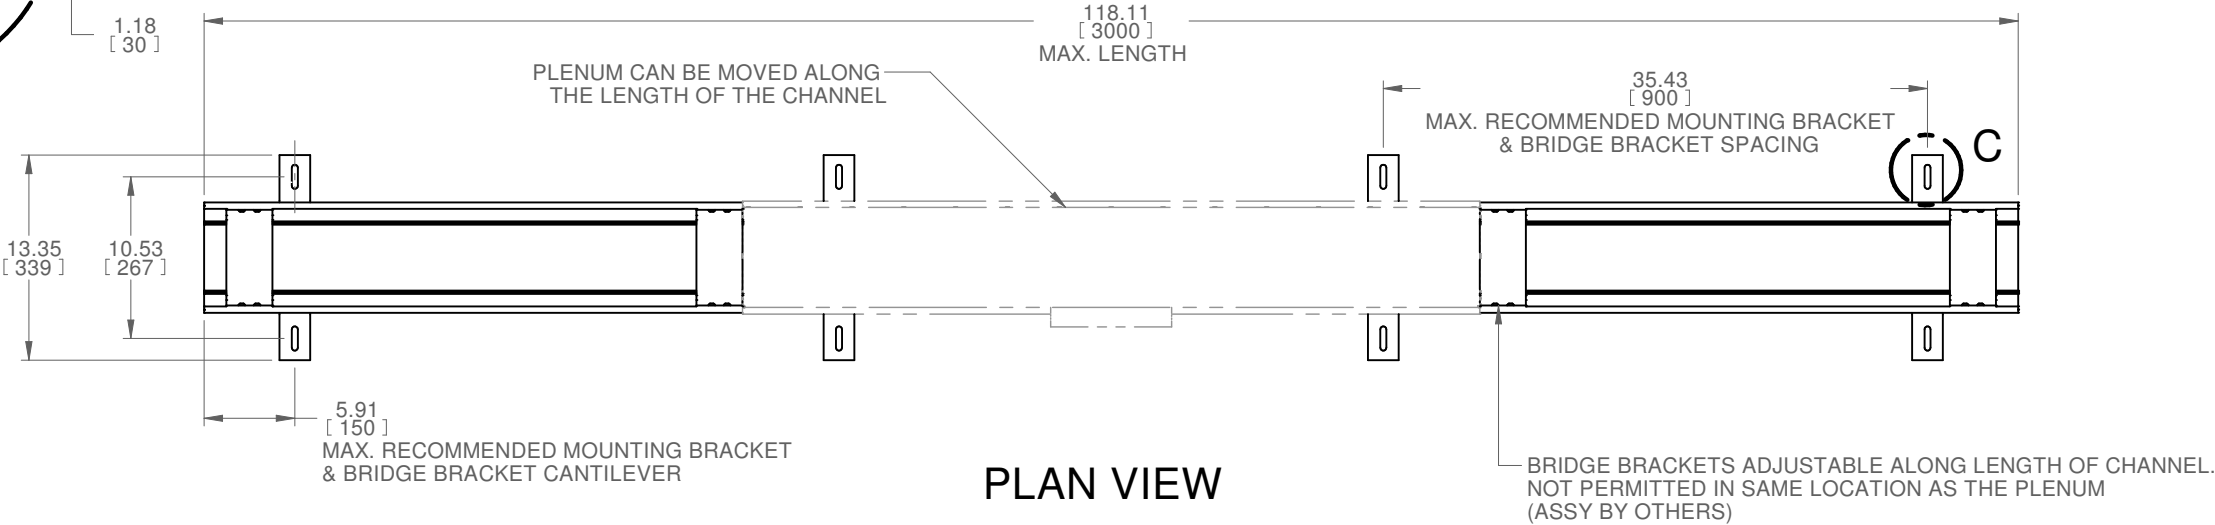 1.18
[ 30 ]
118.11
[ 3000 ]
MAX. LENGTH
PLENUM CAN BE MOVED ALONG
THE LENGTH OF THE CHANNEL
35.43
[ 900 ]
MAX. RECOMMENDED MOUNTING BRACKET
& BRIDGE BRACKET SPACING
C
13.35
[ 339 ]
10.53
[ 267 ]
5.91
[ 150 ]
MAX. RECOMMENDED MOUNTING BRACKET
& BRIDGE BRACKET CANTILEVER
PLAN VIEW
BRIDGE BRACKETS ADJUSTABLE ALONG LENGTH OF CHANNEL.
NOT PERMITTED IN SAME LOCATION AS THE PLENUM
(ASSY BY OTHERS)